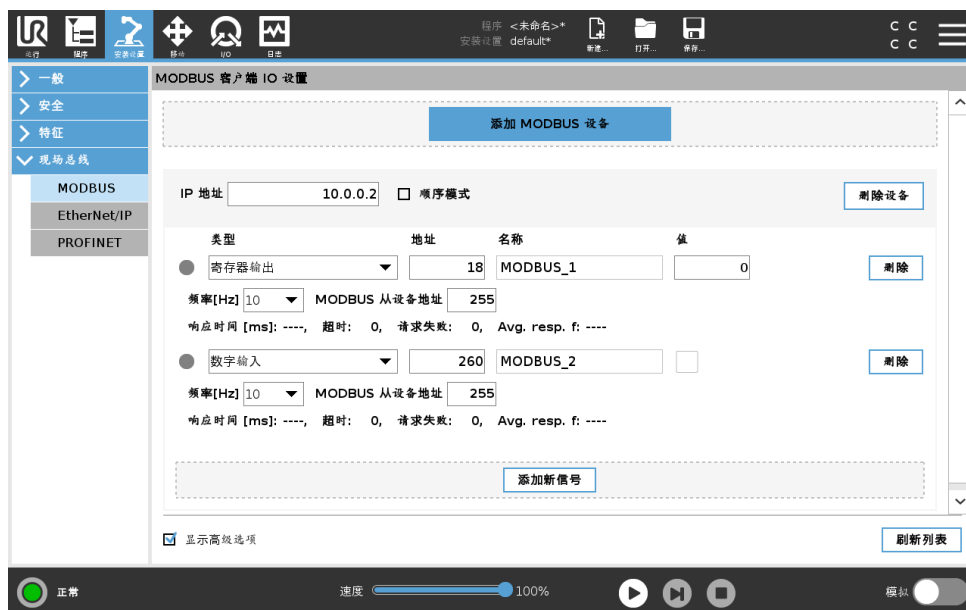 程序 <未命名>*
安装设置 default*
运行 程序 安装设置 移动 I/O 日志 新建... 打开... 保存...
C C
C C
一般
安全
特征
现场总线
MODBUS
EtherNet/IP
PROFINET
MODBUS 客户端 IO 设置
添加 MODBUS 设备
IP 地址 10.0.0.2 顺序模式 删除设备
类型 地址 名称 值
寄存器输出 18 MODBUS_1 0 删除
频率[Hz] 10 MODBUS 从设备地址 255
响应时间 [ms]: ----, 超时: 0, 请求失败: 0, Avg. resp. f: ----
数字输入 260 MODBUS_2 删除
频率[Hz] 10 MODBUS 从设备地址 255
响应时间 [ms]: ----, 超时: 0, 请求失败: 0, Avg. resp. f: ----
添加新信号
显示高级选项 刷新列表
正常 速度 100% 模拟